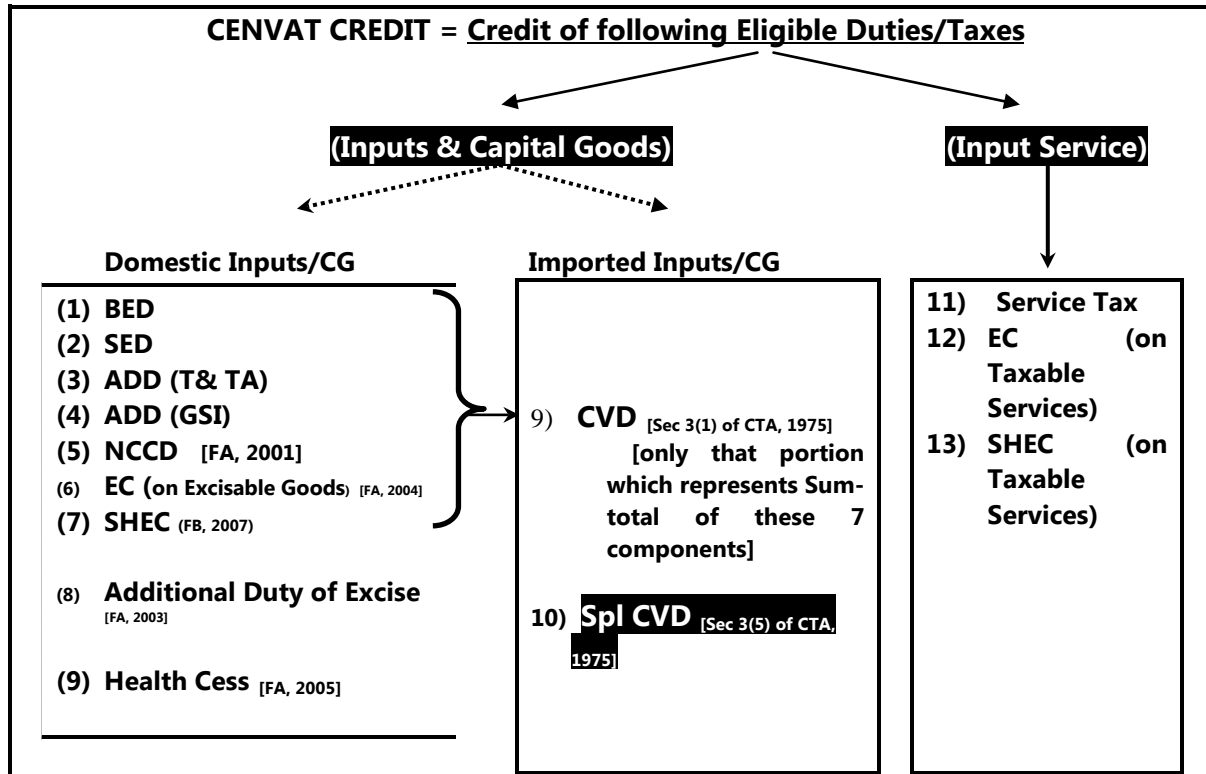 CENVAT CREDIT = Credit of following Eligible Duties/Taxes
(Inputs & Capital Goods)
(Input Service)
Domestic Inputs/CG
(1) BED
(2) SED
(3) ADD (T& TA)
(4) ADD (GSI)
(5) NCCD [FA, 2001]
(6) EC (on Excisable Goods) [FA, 2004]
(7) SHEC (FB, 2007)
(8) Additional Duty of Excise
[FA, 2003]
(9) Health Cess [FA, 2005]
Imported Inputs/CG
9) CVD [Sec 3(1) of CTA, 1975]
[only that portion
which represents Sum-
total of these 7
components]
10) Spl CVD [Sec 3(5) of CTA,
1975]
11) Service Tax
12) EC (on
Taxable
Services)
13) SHEC (on
Taxable
Services)